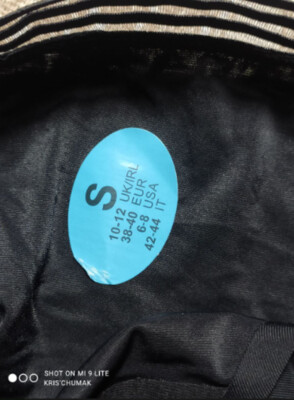 S
10-12 UK/IRL
38-40 EUR
6-8 USA
42-44 IT
SHOT ON MI 9 LITE
KRIS'CHUMAK